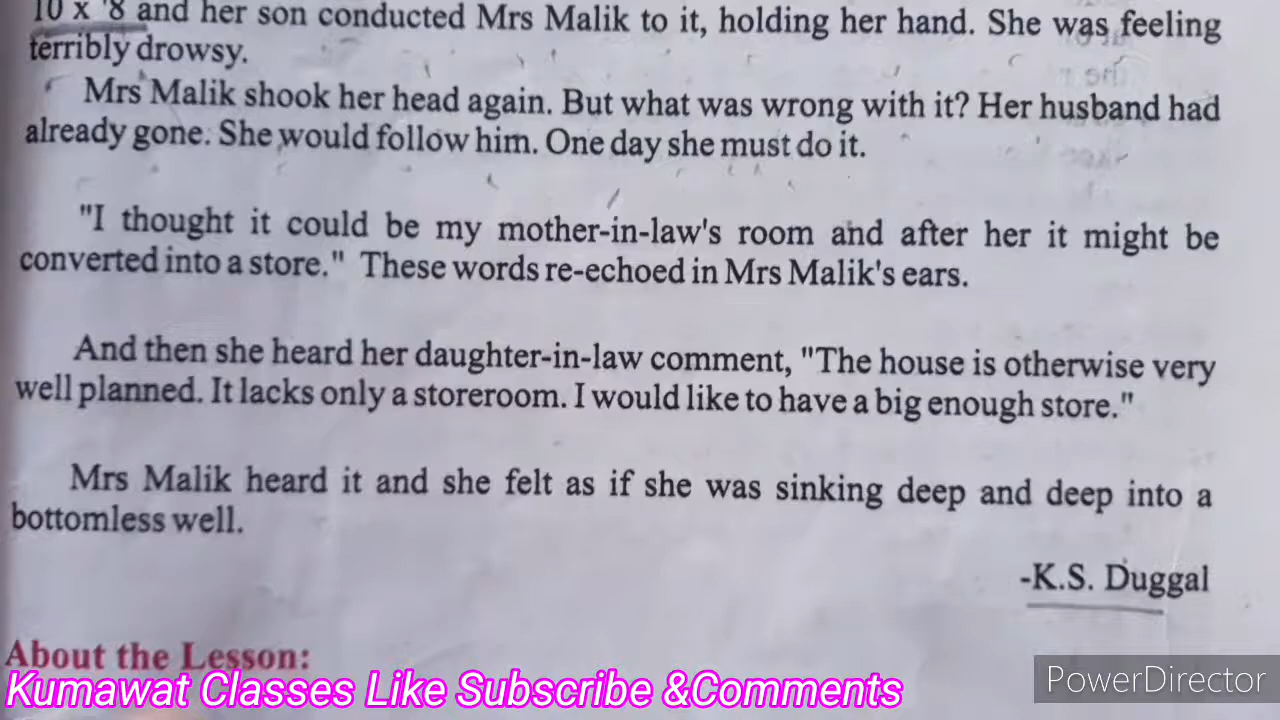 10 x '8 and her son conducted Mrs Malik to it, holding her hand. She was feeling
terribly drowsy.
Mrs Malik shook her head again. But what was wrong with it? Her husband had
already gone. She would follow him. One day she must do it.
"I thought it could be my mother-in-law's room and after her it might be
converted into a store." These words re-echoed in Mrs Malik's ears.
And then she heard her daughter-in-law comment, "The house is otherwise very
well planned. It lacks only a storeroom. I would like to have a big enough store."
Mrs Malik heard it and she felt as if she was sinking deep and deep into a
bottomless well.
-K.S. Duggal
About the Lesson:
Kumawat Classes Like Subscribe &Comments
PowerDirector